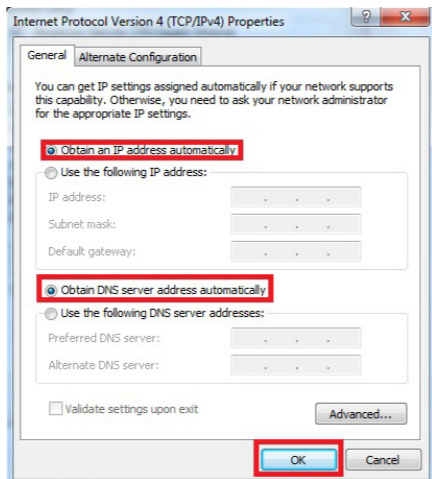 Internet Protocol Version 4 (TCP/IPv4) Properties
General
Alternate Configuration
You can get IP settings assigned automatically if your network supports
this capability. Otherwise, you need to ask your network administrator
for the appropriate IP settings.
Obtain an IP address automatically
Use the following IP address:
IP address:
Subnet mask:
Default gateway:
Obtain DNS server address automatically
Use the following DNS server addresses:
Preferred DNS server:
Alternate DNS server:
Validate settings upon exit
Advanced...
OK
Cancel